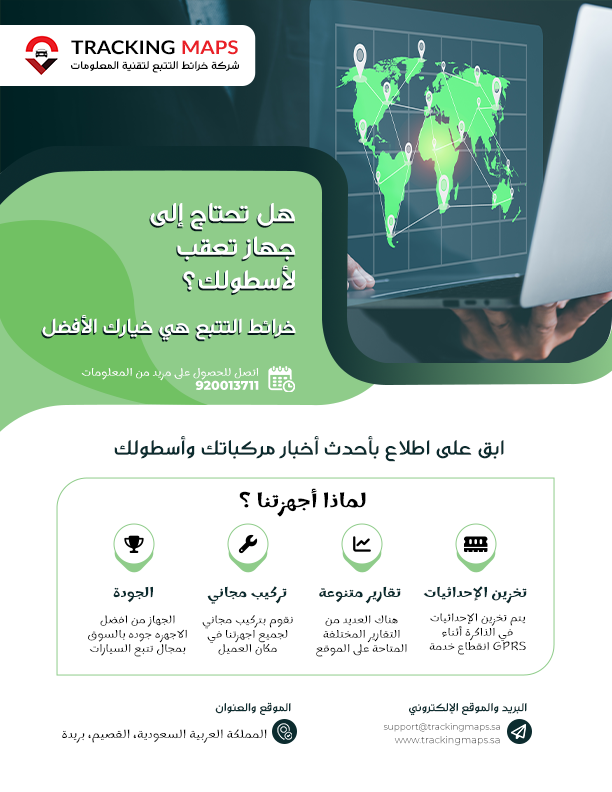 TRACKING MAPS
شركة خرائط التتبع لتقنية المعلومات
هل تحتاج إلى
جهاز تعقب
لأسطولك؟
خرائط التتبع هي خيارك الأفضل
اتصل للحصول على مزيد من المعلومات
920013711
ابق على اطلاع بأحدث أخبار مركباتك وأسطولك
لماذا أجهزتنا ؟
تخزين الإحداثيات
يتم تخزين الإحداثيات
في الذاكرة أثناء
انقطاع خدمة GPRS
تقارير متنوعة
هناك العديد من
التقارير المختلفة
المتاحة على الموقع
تركيب مجاني
نقوم بتركيب مجاني
لجميع اجهزتنا في
مكان العميل
الجودة
الجهاز من افضل
الاجهزه جوده بالسوق
بمجال تتبع السيارات
البريد والموقع الإلكتروني
support@trackingmaps.sa
www.trackingmaps.sa
الموقع والعنوان
المملكة العربية السعودية، القصيم، بريدة